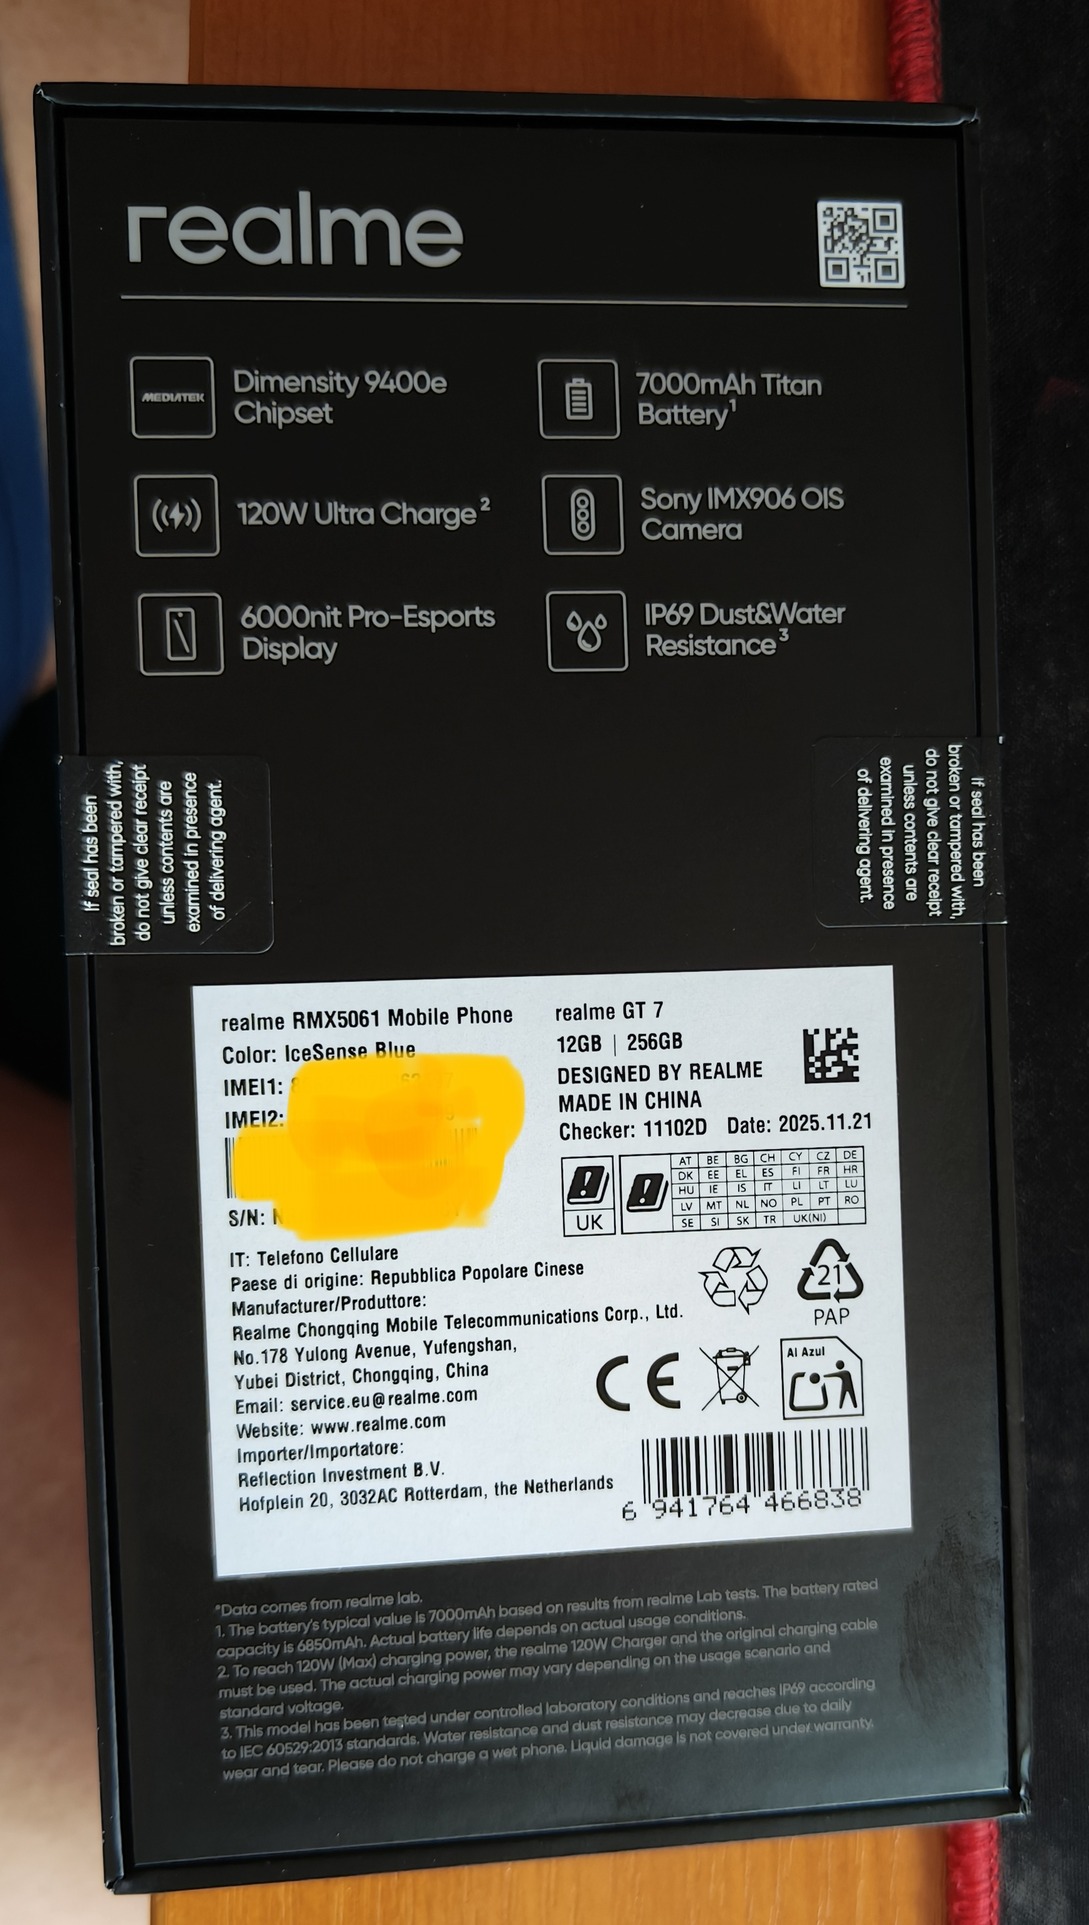 realme
MEDIATEK
Dimensity 9400e
Chipset
7000mAh Titan
Battery¹
120W Ultra Charge²
Sony IMX906 OIS
Camera
6000nit Pro-Esports
Display
IP69 Dust&Water
Resistance³
If seal has been
broken or tampered with,
do not give clear receipt
unless contents are
examined in presence
of delivering agent.
If seal has been
broken or tampered with,
do not give clear receipt
unless contents are
examined in presence
of delivering agent.
realme RMX5061 Mobile Phone
Color: IceSense Blue
IMEI1:
IMEI2:
S/N:
realme GT 7
12GB | 256GB
DESIGNED BY REALME
MADE IN CHINA
Checker: 11102D Date: 2025.11.21
UK
AT BE BG CH CY CZ DE
DK EE EL ES FI FR HR
HU IE IS IT LI LT LU
LV MT NL NO PL PT RO
SE SI SK TR UK(NI)
IT: Telefono Cellulare
Paese di origine: Repubblica Popolare Cinese
Manufacturer/Produttore:
Realme Chongqing Mobile Telecommunications Corp., Ltd.
No.178 Yulong Avenue, Yufengshan,
Yubei District, Chongqing, China
Email: service.eu@realme.com
Website: www.realme.com
Importer/Importatore:
Reflection Investment B.V.
Hofplein 20, 3032AC Rotterdam, the Netherlands
21
PAP
CE
Al Azul
6 941764 466838
*Data comes from realme lab.
1. The battery's typical value is 7000mAh based on results from realme Lab tests. The battery rated
capacity is 6850mAh. Actual battery life depends on actual usage conditions.
2. To reach 120W (Max) charging power, the realme 120W Charger and the original charging cable
must be used. The actual charging power may vary depending on the usage scenario and
standard voltage.
3. This model has been tested under controlled laboratory conditions and reaches IP69 according
to IEC 60529:2013 standards. Water resistance and dust resistance may decrease due to daily
wear and tear. Please do not charge a wet phone. Liquid damage is not covered under warranty.